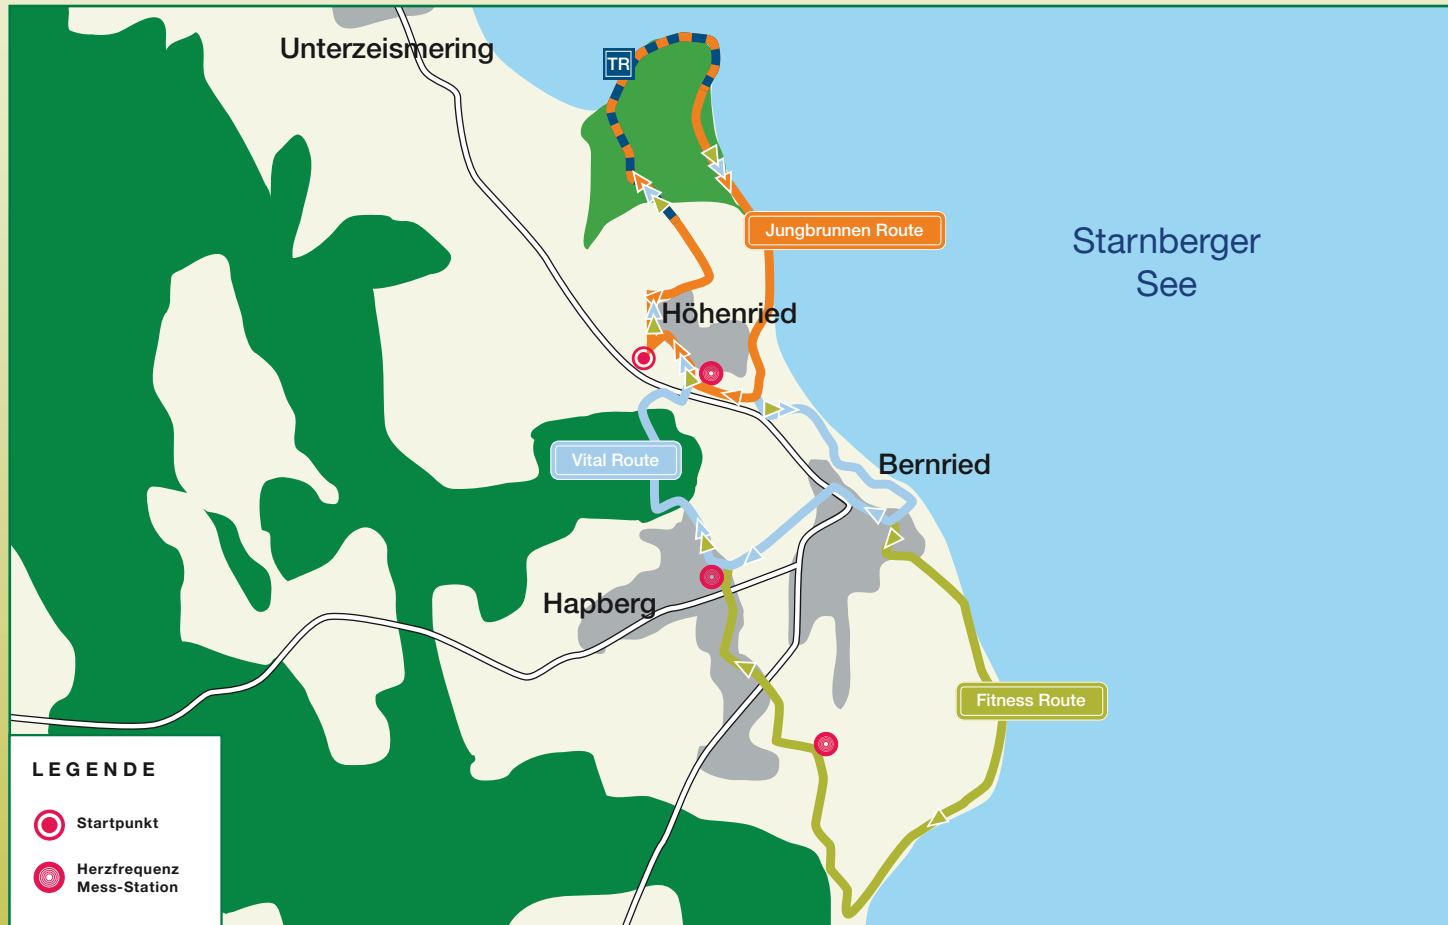 Unterzeismering
TR
Jungbrunnen Route
Starnberger
See
Höhenried
Vital Route
Bernried
Hapberg
Fitness Route
LEGENDE
Startpunkt
Herzfrequenz
Mess-Station